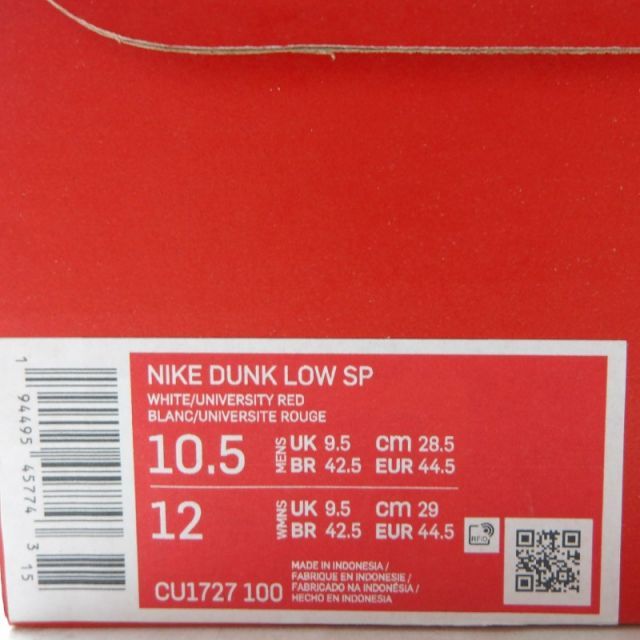 NIKE DUNK LOW SP
WHITE/UNIVERSITY RED
BLANC/UNIVERSITE ROUGE
10.5 MENS UK 9.5 cm 28.5
BR 42.5 EUR 44.5
12 WMNS UK 9.5 cm 29
BR 42.5 EUR 44.5
RFID
CU1727 100
MADE IN INDONESIA/
FABRIQUE EN INDONESIE/
FABRICADO NA INDONÉSIA/
HECHO EN INDONESIA
1 94495 45774 3 15